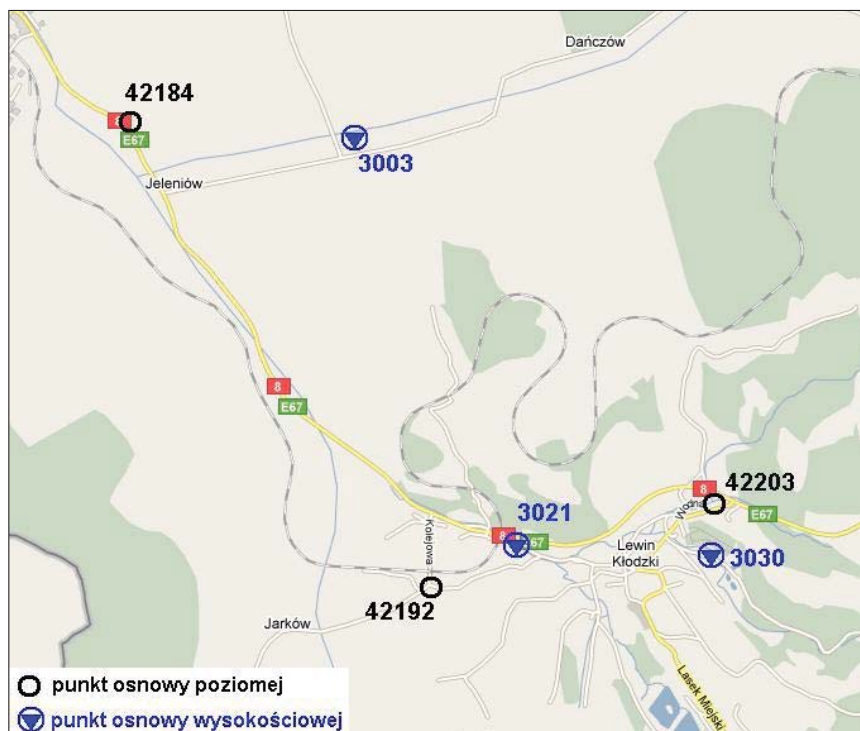 Dańczów
42184
8
E67
3003
Jeleniów
8
E67
42203
8
Wodna
E67
3021
8
E67
Kolejowa
Lewin
Kłodzki
3030
42192
Jarków
Lasek Miejski
punkt osnowy poziomej
punkt osnowy wysokościowej